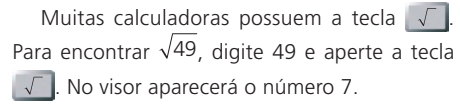 Muitas calculadoras possuem a tecla √.
Para encontrar √49, digite 49 e aperte a tecla
√. No visor aparecerá o número 7.